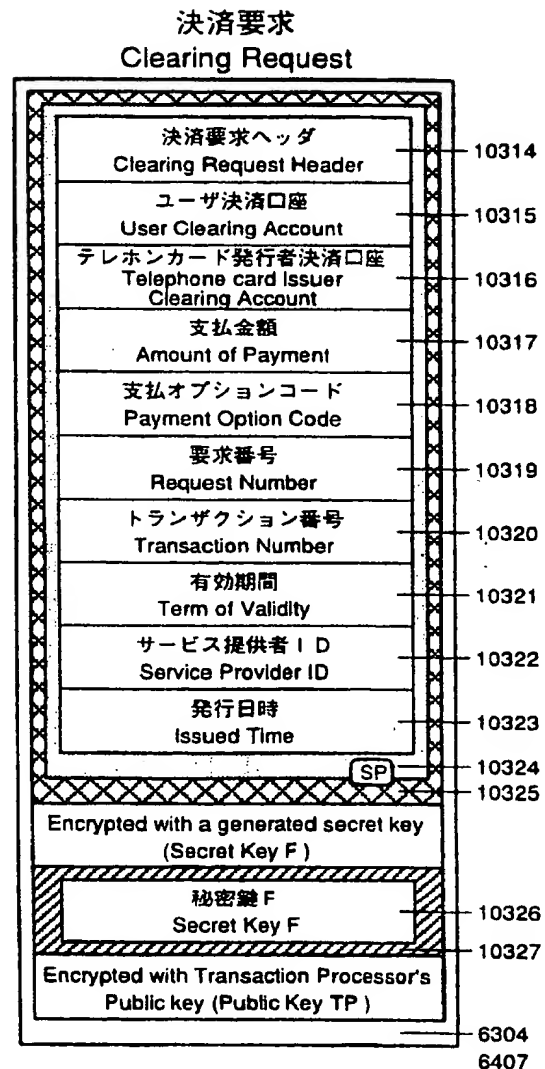 決済要求
Clearing Request
決済要求ヘッダ
Clearing Request Header
10314
ユーザ決済口座
User Clearing Account
10315
テレホンカード発行者決済口座
Telephone card Issuer
Clearing Account
10316
支払金額
Amount of Payment
10317
支払オプションコード
Payment Option Code
10318
要求番号
Request Number
10319
トランザクション番号
Transaction Number
10320
有効期間
Term of Validity
10321
サービス提供者ID
Service Provider ID
10322
発行日時
Issued Time
10323
SP
10324
10325
Encrypted with a generated secret key
(Secret Key F )
秘密鍵F
Secret Key F
10326
10327
Encrypted with Transaction Processor's
Public key (Public Key TP )
6304
6407